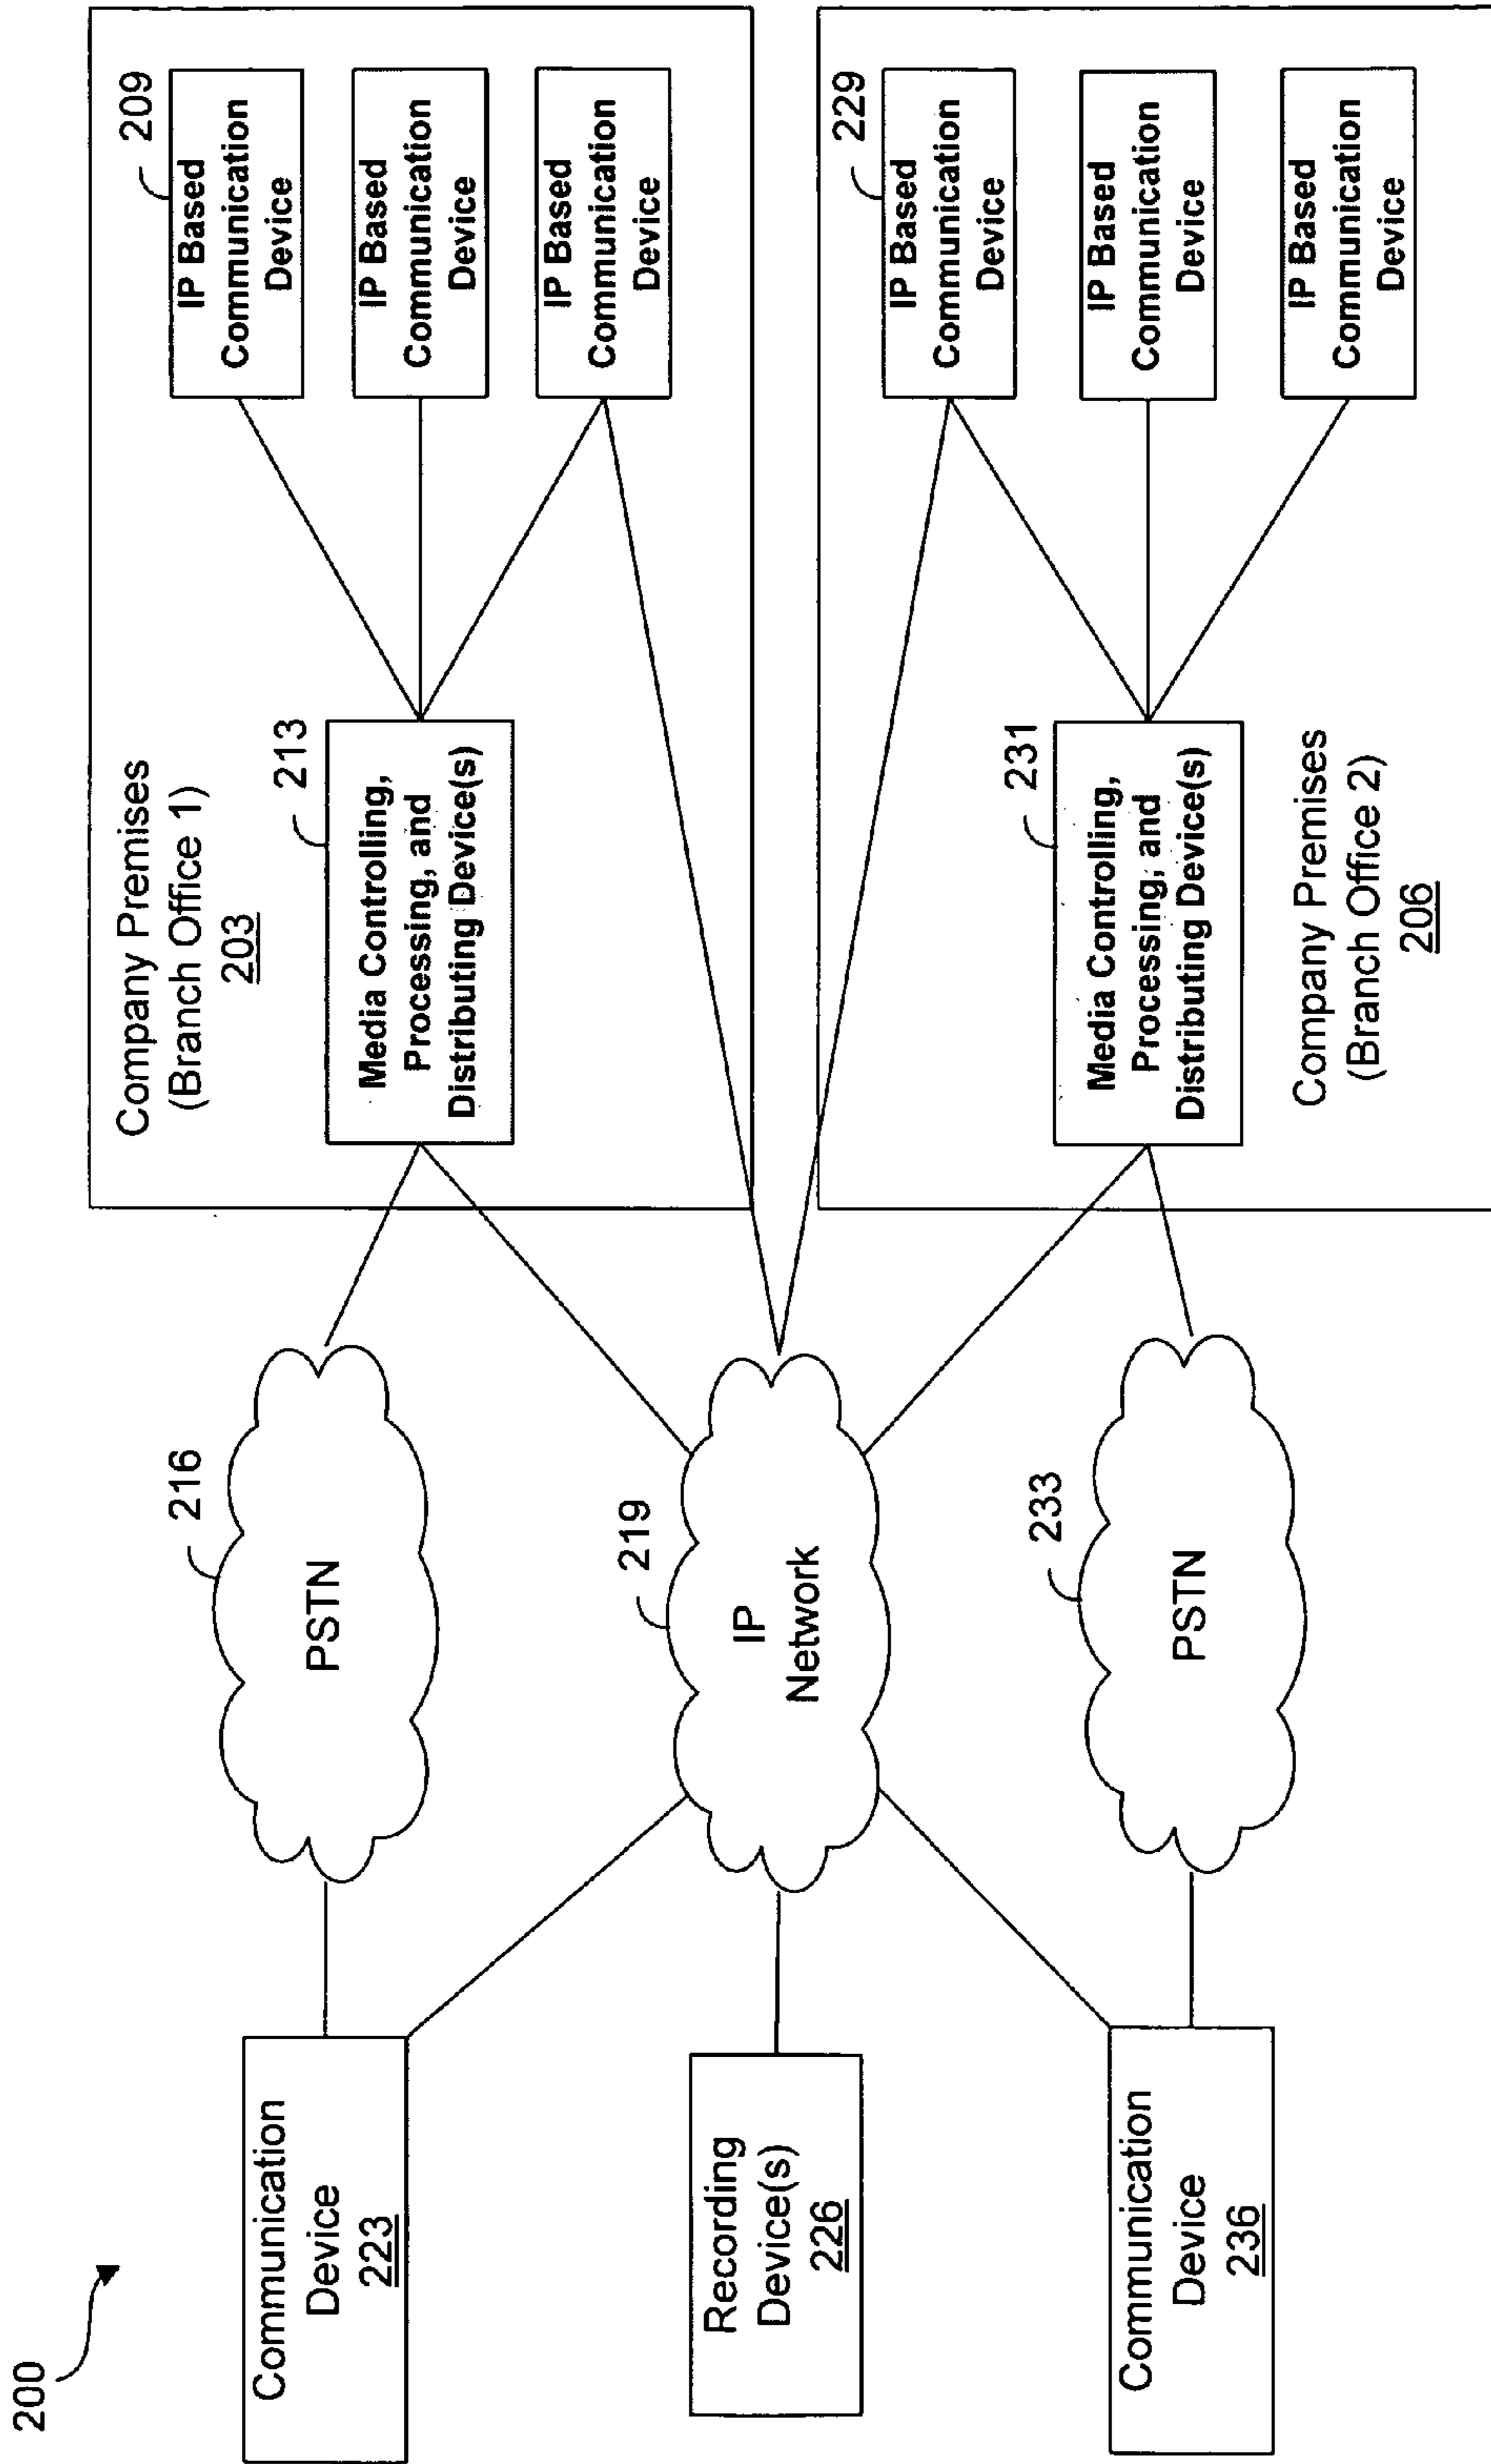 200
Communication
Device
223
Recording
Device(s)
226
Communication
Device
236
216
PSTN
219
IP
Network
233
PSTN
Company Premises
(Branch Office 1)
203
213
Media Controlling,
Processing, and
Distributing Device(s)
209
IP Based
Communication
Device
IP Based
Communication
Device
IP Based
Communication
Device
231
Media Controlling,
Processing, and
Distributing Device(s)
Company Premises
(Branch Office 2)
206
229
IP Based
Communication
Device
IP Based
Communication
Device
IP Based
Communication
Device